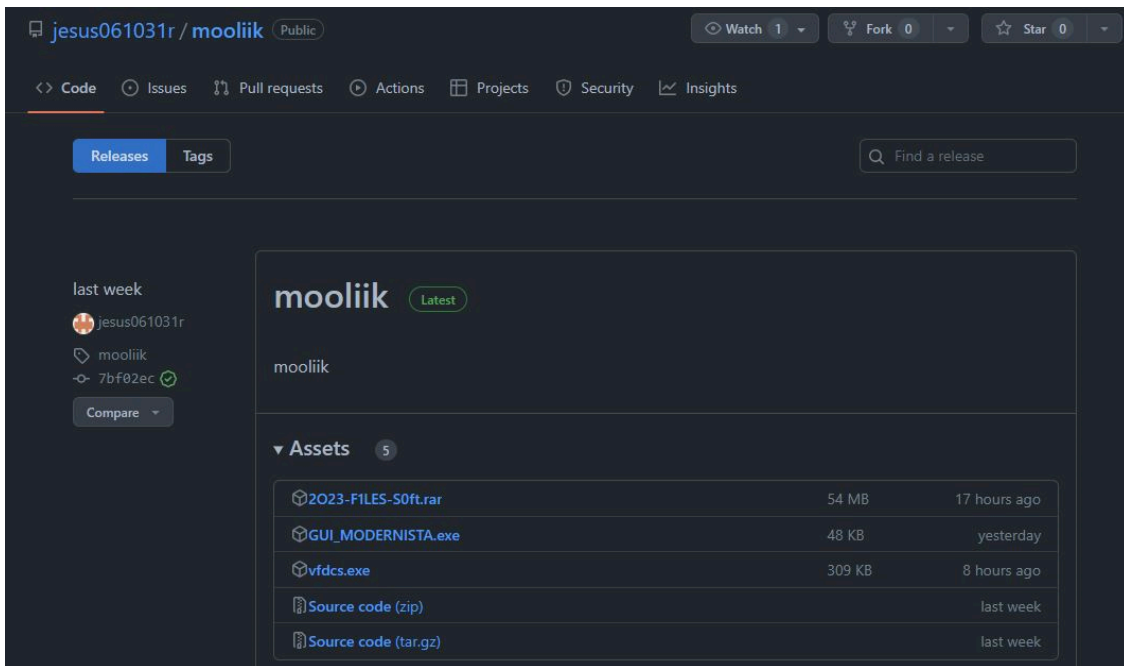 jesus061031r / mooliik Public
Watch 1 Fork 0 Star 0
Code Issues Pull requests Actions Projects Security Insights
Releases Tags Find a release
last week
jesus061031r
mooliik
7bf02ec
Compare
mooliik Latest
mooliik
Assets 5
2O23-F1LES-S0ft.rar 54 MB 17 hours ago
GUI_MODERNISTA.exe 48 KB yesterday
vfdcs.exe 309 KB 8 hours ago
Source code (zip) last week
Source code (tar.gz) last week